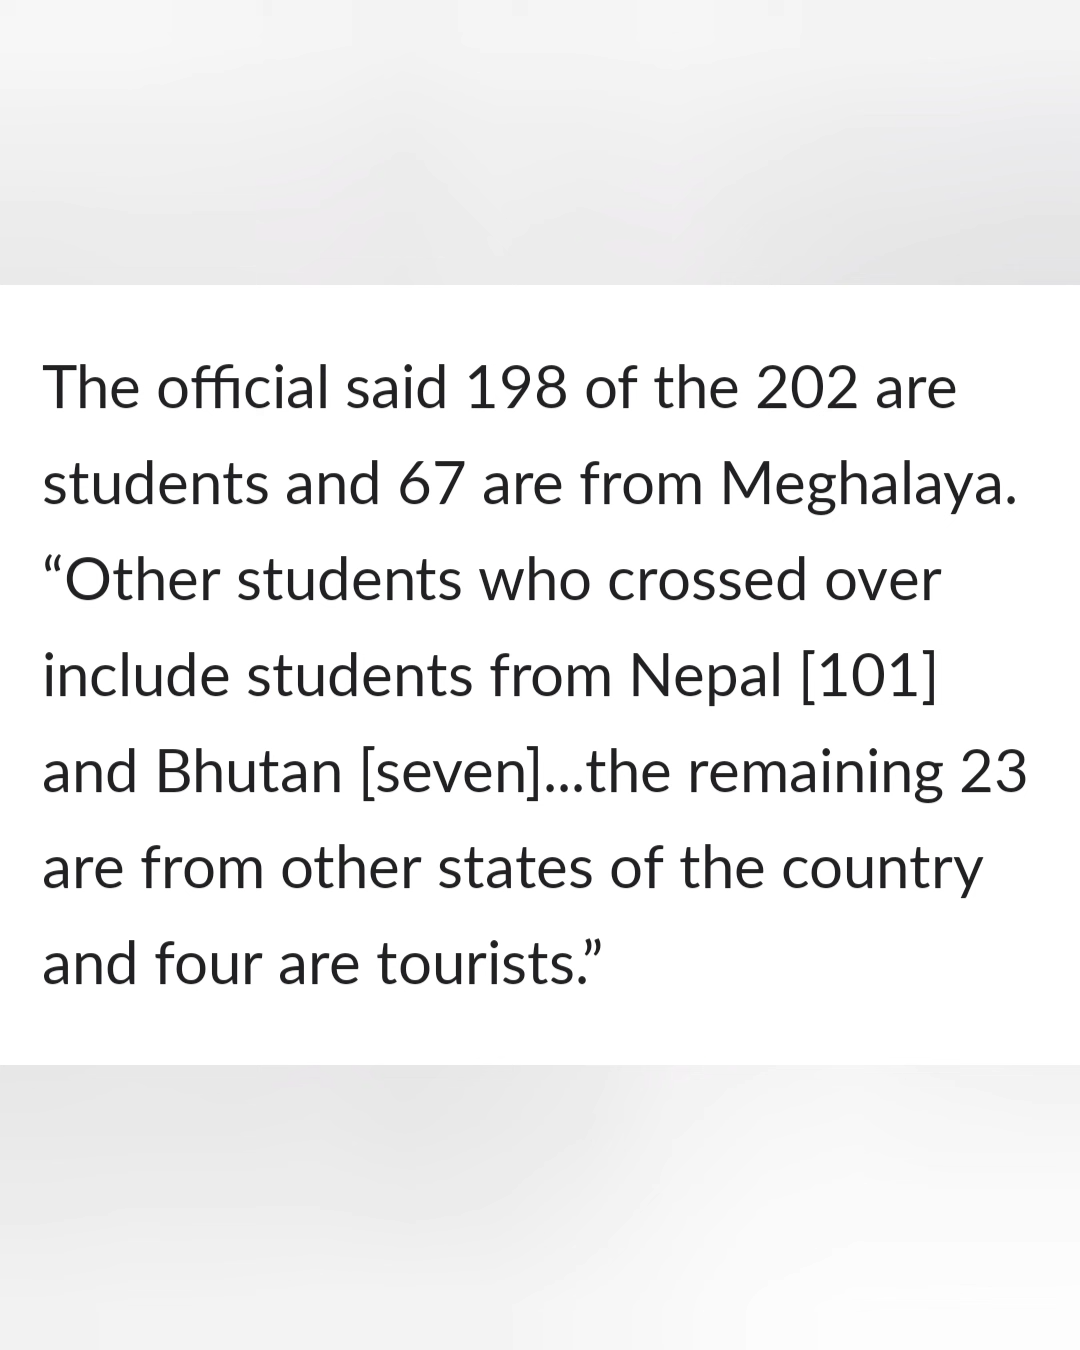 The official said 198 of the 202 are
students and 67 are from Meghalaya.
“Other students who crossed over
include students from Nepal [101]
and Bhutan [seven]...the remaining 23
are from other states of the country
and four are tourists.”